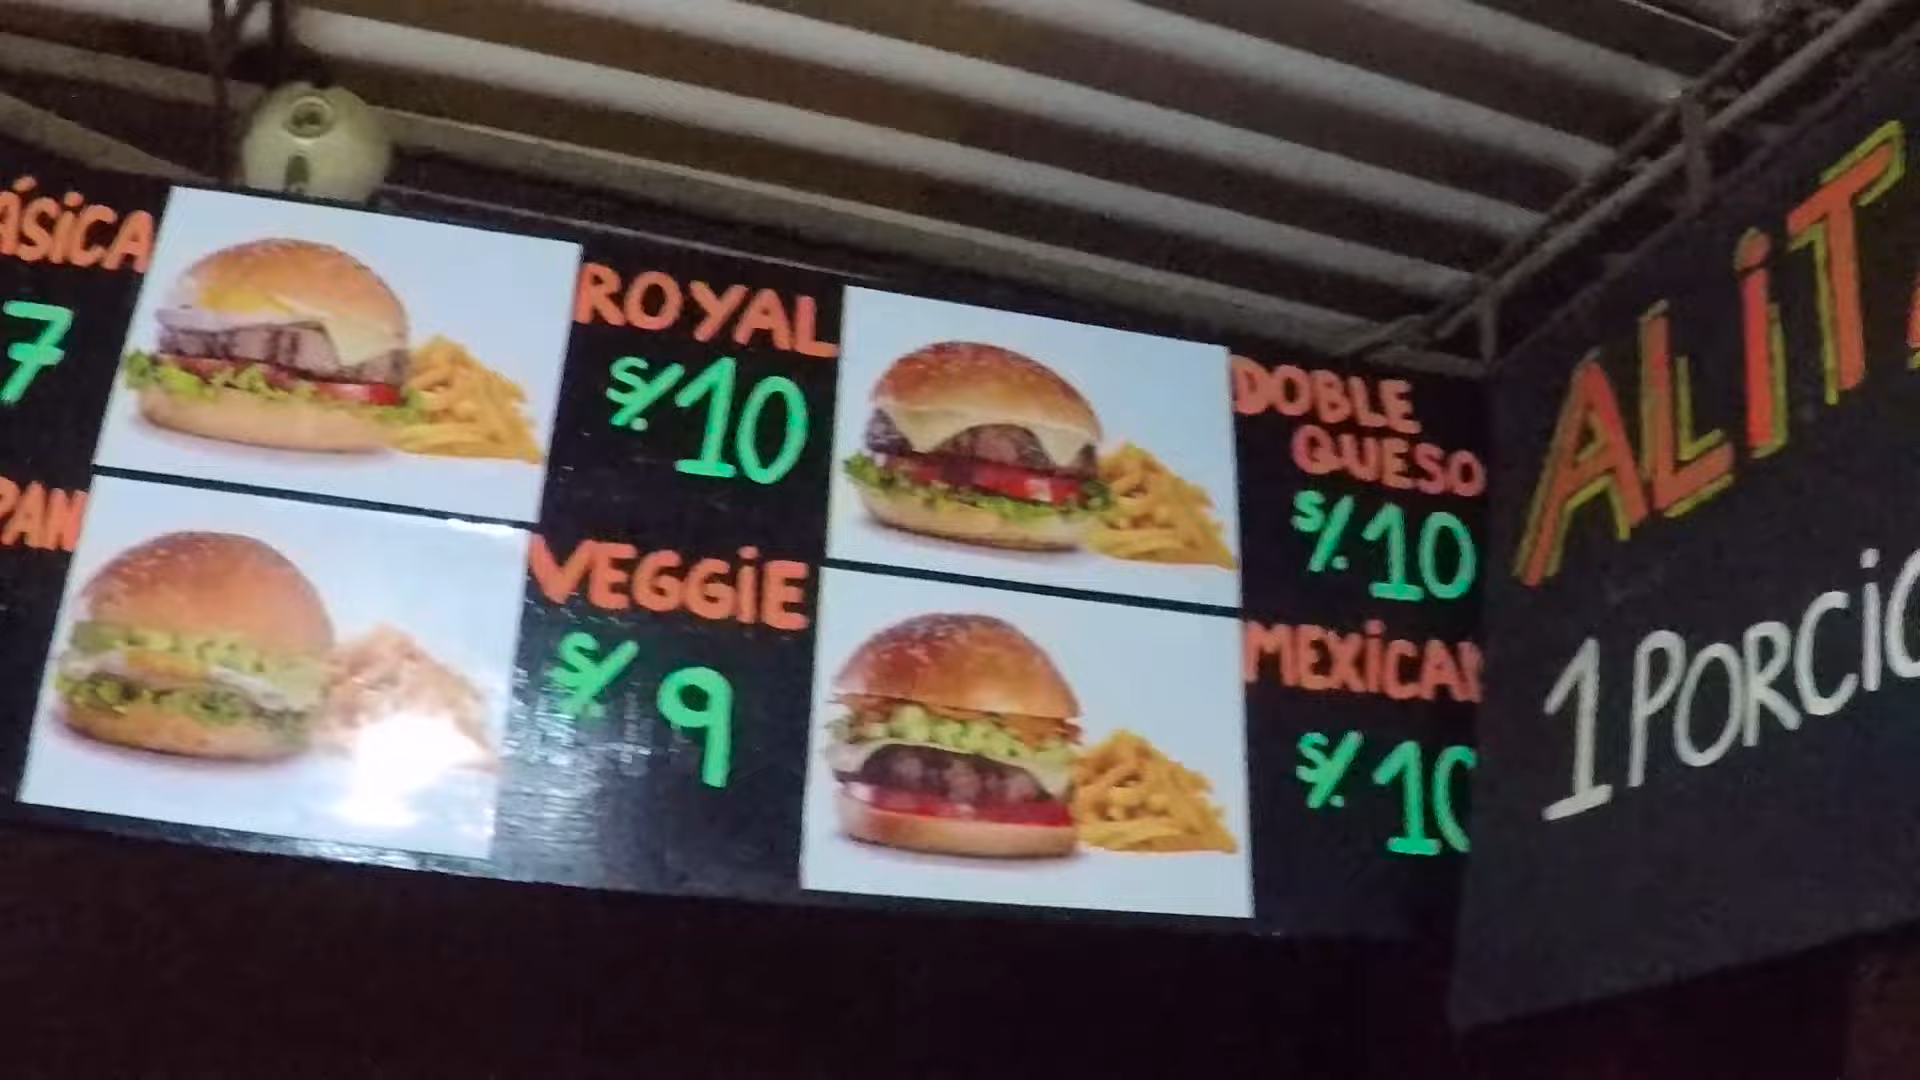 ÁSiCA
7
ROYAL
S/. 10
DOBLE
QUESO
S/. 10
PAN
VEGGiE
S/. 9
MEXiCA
S/. 10
ALiT
1 PORCiO